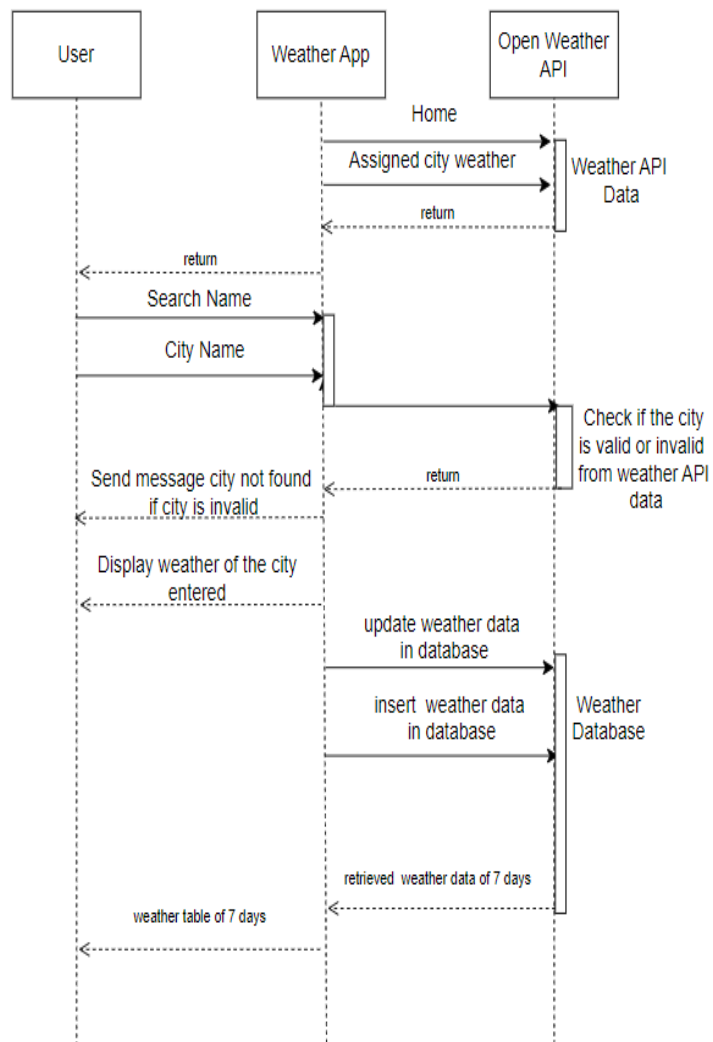 User
Weather App
Open Weather
API
Home
Assigned city weather
Weather API
Data
return
return
Search Name
City Name
Check if the city
is valid or invalid
from weather API
data
return
Send message city not found
if city is invalid
Display weather of the city
entered
update weather data
in database
insert weather data
in database
Weather
Database
retrieved weather data of 7 days
weather table of 7 days